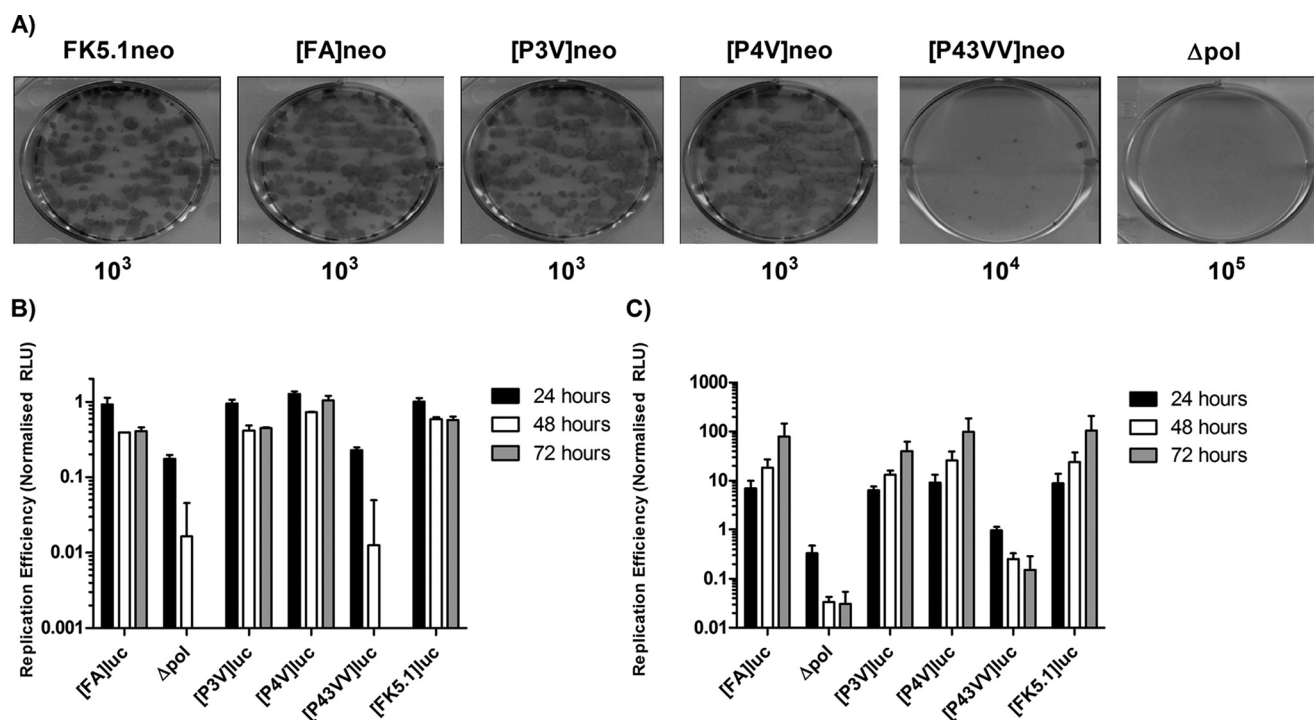 A)
FK5.1neo [FA]neo [P3V]neo [P4V]neo [P43VV]neo Δpol
10³ 10³ 10³ 10³ 10⁴ 10⁵
B)
Replication Efficiency (Normalised RLU)
1
0.1
0.01
0.001
[FA]luc Δpol [P3V]luc [P4V]luc [P43VV]luc [FK5.1]luc
24 hours
48 hours
72 hours
C)
Replication Efficiency (Normalised RLU)
1000
100
10
1
0.1
0.01
[FA]luc Δpol [P3V]luc [P4V]luc [P43VV]luc [FK5.1]luc
24 hours
48 hours
72 hours